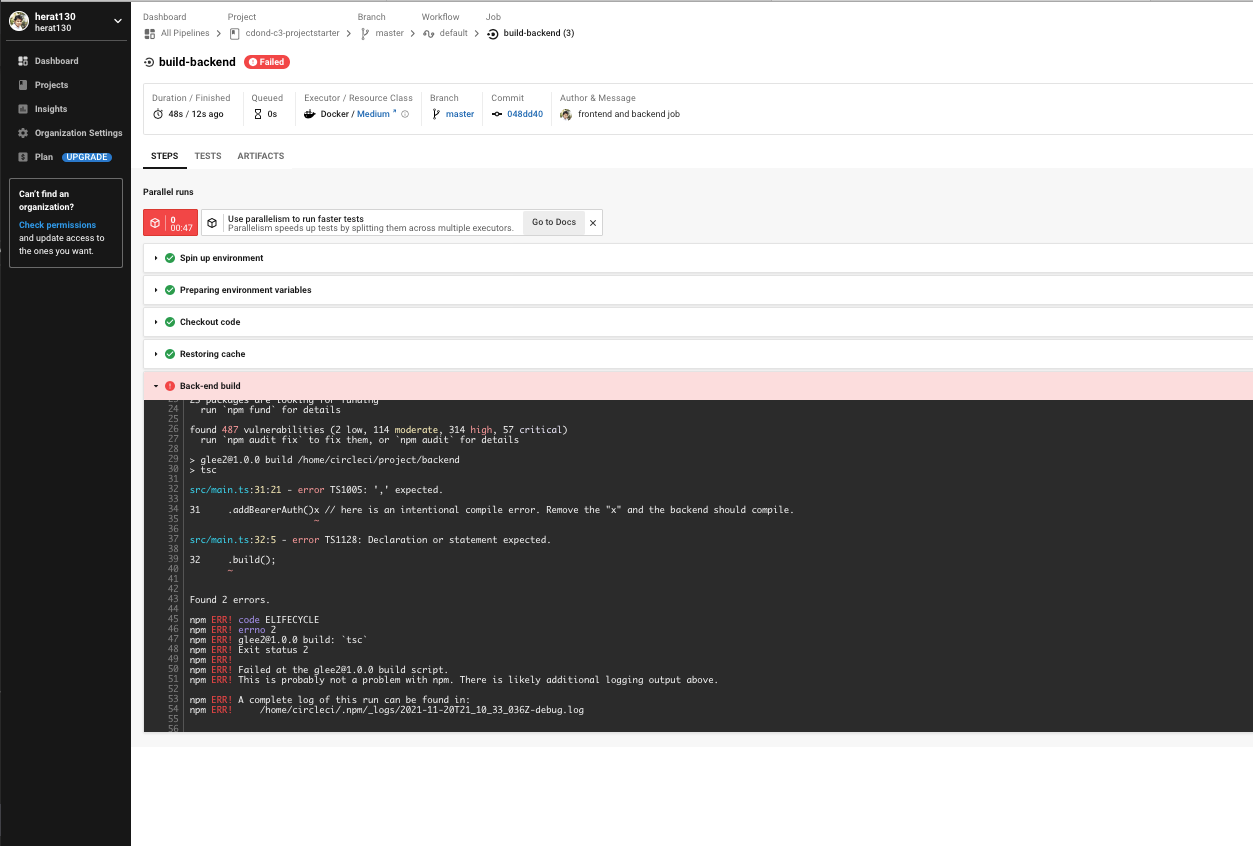 herat130
herat130
Dashboard
Projects
Insights
Organization Settings
Plan UPGRADE
Can't find an
organization?
Check permissions
and update access to
the ones you want.
Dashboard Project Branch Workflow Job
All Pipelines cdond-c3-projectstarter master default build-backend (3)
build-backend Failed
Duration / Finished Queued Executor / Resource Class Branch Commit Author & Message
48s / 12s ago 0s Docker / Medium master 048dd40 frontend and backend job
STEPS TESTS ARTIFACTS
Parallel runs
0
00:47
Use parallelism to run faster tests
Parallelism speeds up tests by splitting them across multiple executors.
Go to Docs
Spin up environment
Preparing environment variables
Checkout code
Restoring cache
Back-end build
23 packages are looking for funding
24   run `npm fund` for details
25
26 found 487 vulnerabilities (2 low, 114 moderate, 314 high, 57 critical)
27   run `npm audit fix` to fix them, or `npm audit` for details
28
29 > glee2@1.0.0 build /home/circleci/project/backend
30 > tsc
31
32 src/main.ts:31:21 - error TS1005: ',' expected.
33
34 31     .addBearerAuth()x // here is an intentional compile error. Remove the "x" and the backend should compile.
35                        ~
36
37 src/main.ts:32:5 - error TS1128: Declaration or statement expected.
38
39 32     .build();
40        ~
41
42
43 Found 2 errors.
44
45 npm ERR! code ELIFECYCLE
46 npm ERR! errno 2
47 npm ERR! glee2@1.0.0 build: `tsc`
48 npm ERR! Exit status 2
49 npm ERR!
50 npm ERR! Failed at the glee2@1.0.0 build script.
51 npm ERR! This is probably not a problem with npm. There is likely additional logging output above.
52
53 npm ERR! A complete log of this run can be found in:
54 npm ERR!     /home/circleci/.npm/_logs/2021-11-20T21_10_33_036Z-debug.log
55
56